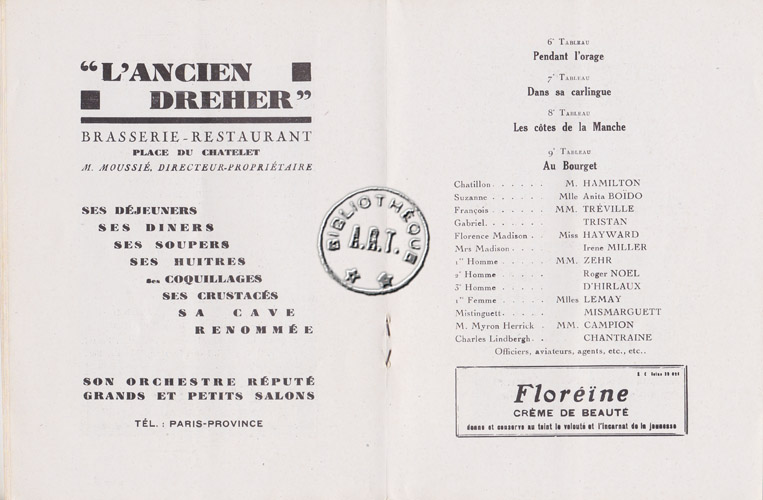 “L'ANCIEN
DREHER”
BRASSERIE-RESTAURANT
PLACE DU CHATELET
M. MOUSSIÉ, DIRECTEUR-PROPRIÉTAIRE
SES DÉJEUNERS
SES DINERS
SES SOUPERS
SES HUITRES
ses COQUILLAGES
SES CRUSTACÉS
SA CAVE
RENOMMÉE
SON ORCHESTRE RÉPUTÉ
GRANDS ET PETITS SALONS
TÉL. : PARIS-PROVINCE
BIBLIOTHÈQUE
A.R.T.
6e TABLEAU
Pendant l'orage
7e TABLEAU
Dans sa carlingue
8e TABLEAU
Les côtes de la Manche
9e TABLEAU
Au Bourget
Chatillon . . . . . M. HAMILTON
Suzanne . . . . . Mlle Anita BOÏDO
François . . . . . MM. TRÉVILLE
Gabriel . . . . . TRISTAN
Florence Madison . . Miss HAYWARD
Mrs Madison . . . Irene MILLER
1er Homme . . . . MM. ZEHR
2e Homme . . . . Roger NOEL
3e Homme . . . . D'HIRLAUX
1re Femme . . . . Mlles LEMAY
Mistinguett . . . . MISMARGUETT
M. Myron Herrick . MM. CAMPION
Charles Lindbergh . . CHANTRAINE
Officiers, aviateurs, agents, etc., etc..
Floréïne
CRÈME DE BEAUTÉ
donne et conserve au teint le velouté et l'incarnat de la jeunesse